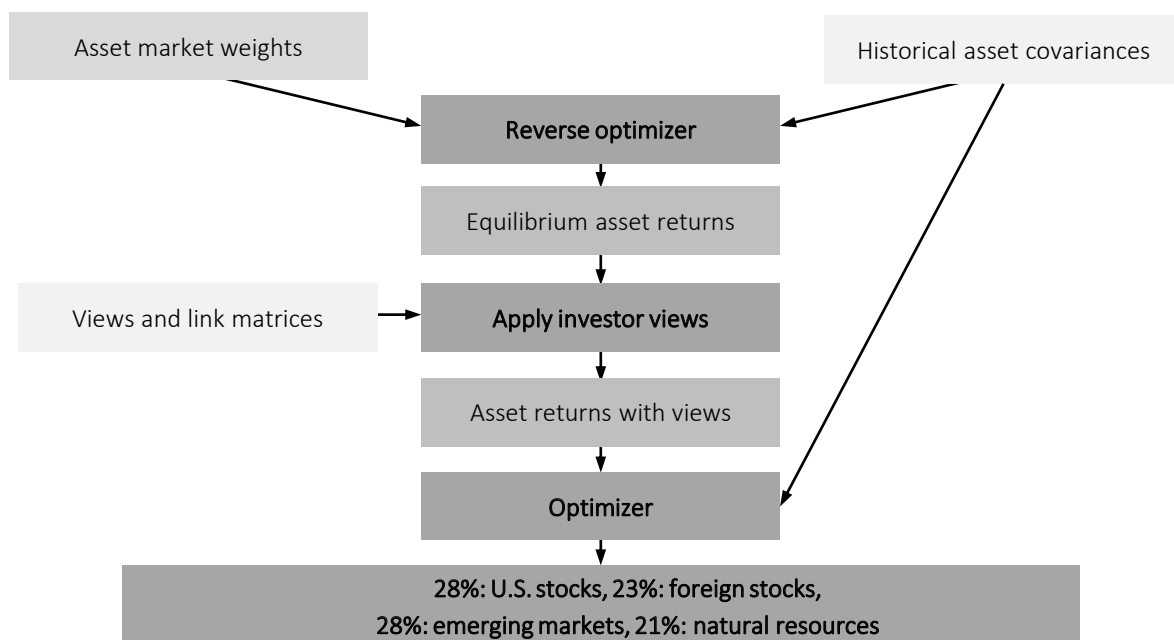 Asset market weights
Historical asset covariances
Reverse optimizer
Equilibrium asset returns
Views and link matrices
Apply investor views
Asset returns with views
Optimizer
28%: U.S. stocks, 23%: foreign stocks,
28%: emerging markets, 21%: natural resources